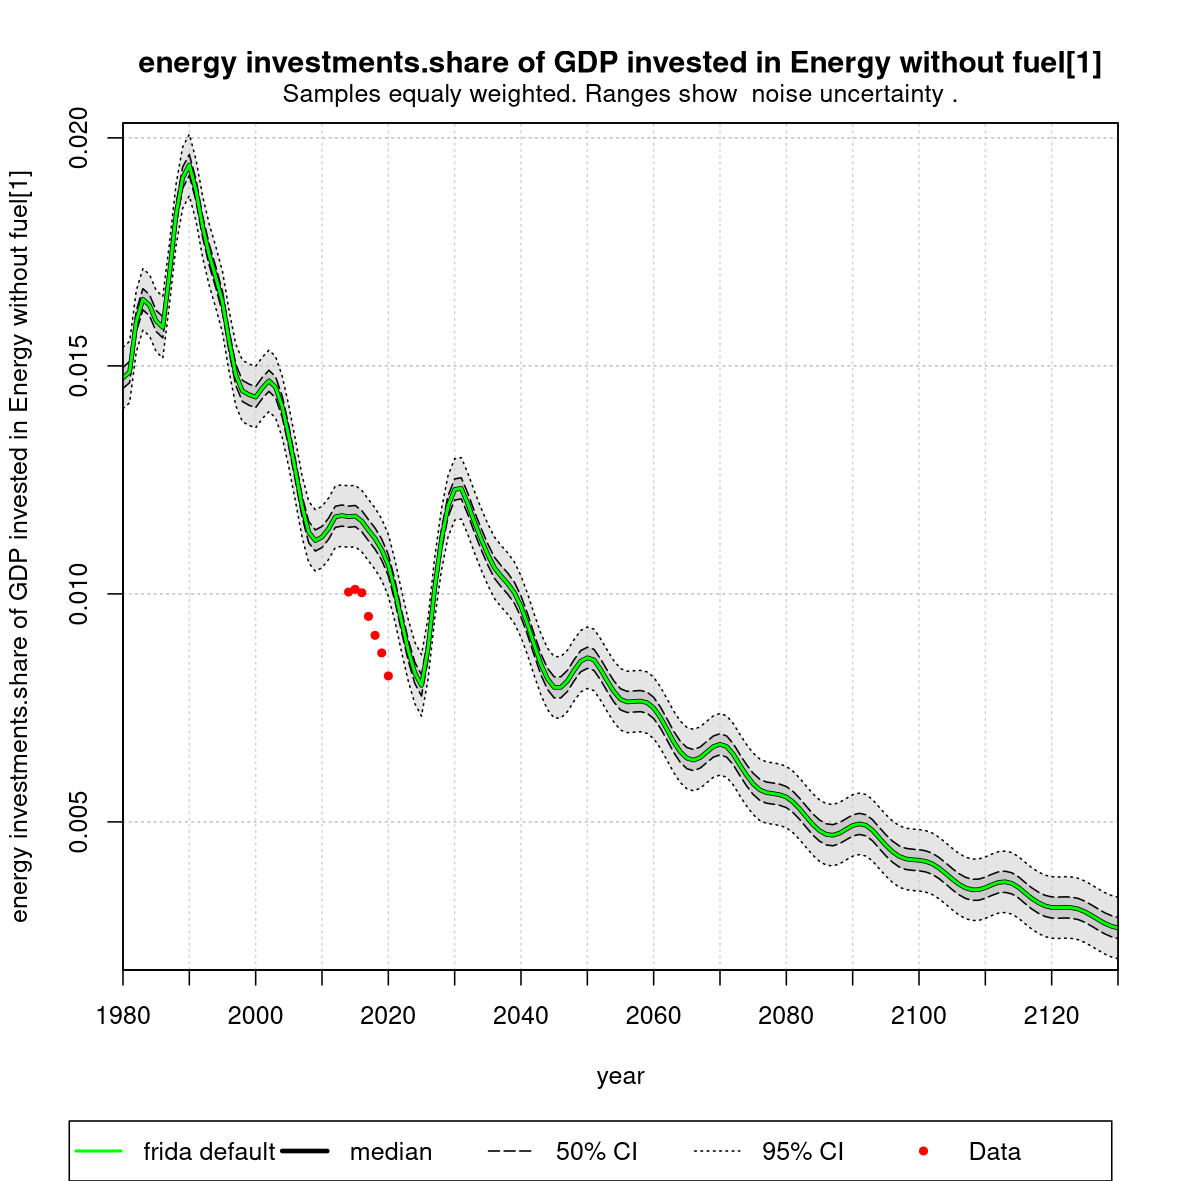 energy investments.share of GDP invested in Energy without fuel[1]
Samples equaly weighted. Ranges show  noise uncertainty .
energy investments.share of GDP invested in Energy without fuel[1]
0.020
0.015
0.010
0.005
1980 2000 2020 2040 2060 2080 2100 2120
year
frida default median 50% CI 95% CI Data